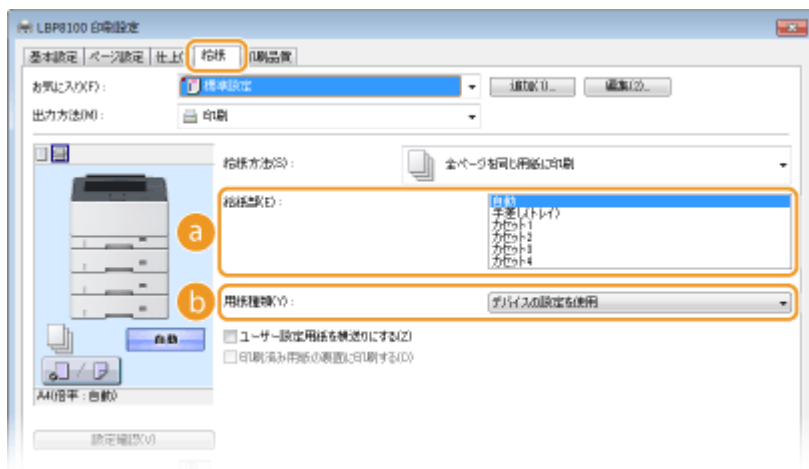 LBP8100 印刷設定
基本設定 ページ設定 仕上げ 給紙 印刷品質
お気に入り(F): 標準設定 追加(1)... 編集(2)...
出力方法(M): 印刷
給紙方法(S): 全ページを同じ用紙に印刷
a 給紙部(E): 自動
手差し(トレイ)
カセット1
カセット2
カセット3
カセット4
b 用紙種類(Y): デバイスの設定を使用
自動 ユーザー設定用紙を横送りにする(Z)
印刷済み用紙の裏面に印刷する(D)
A4(倍率:自動)
設定確認(V)